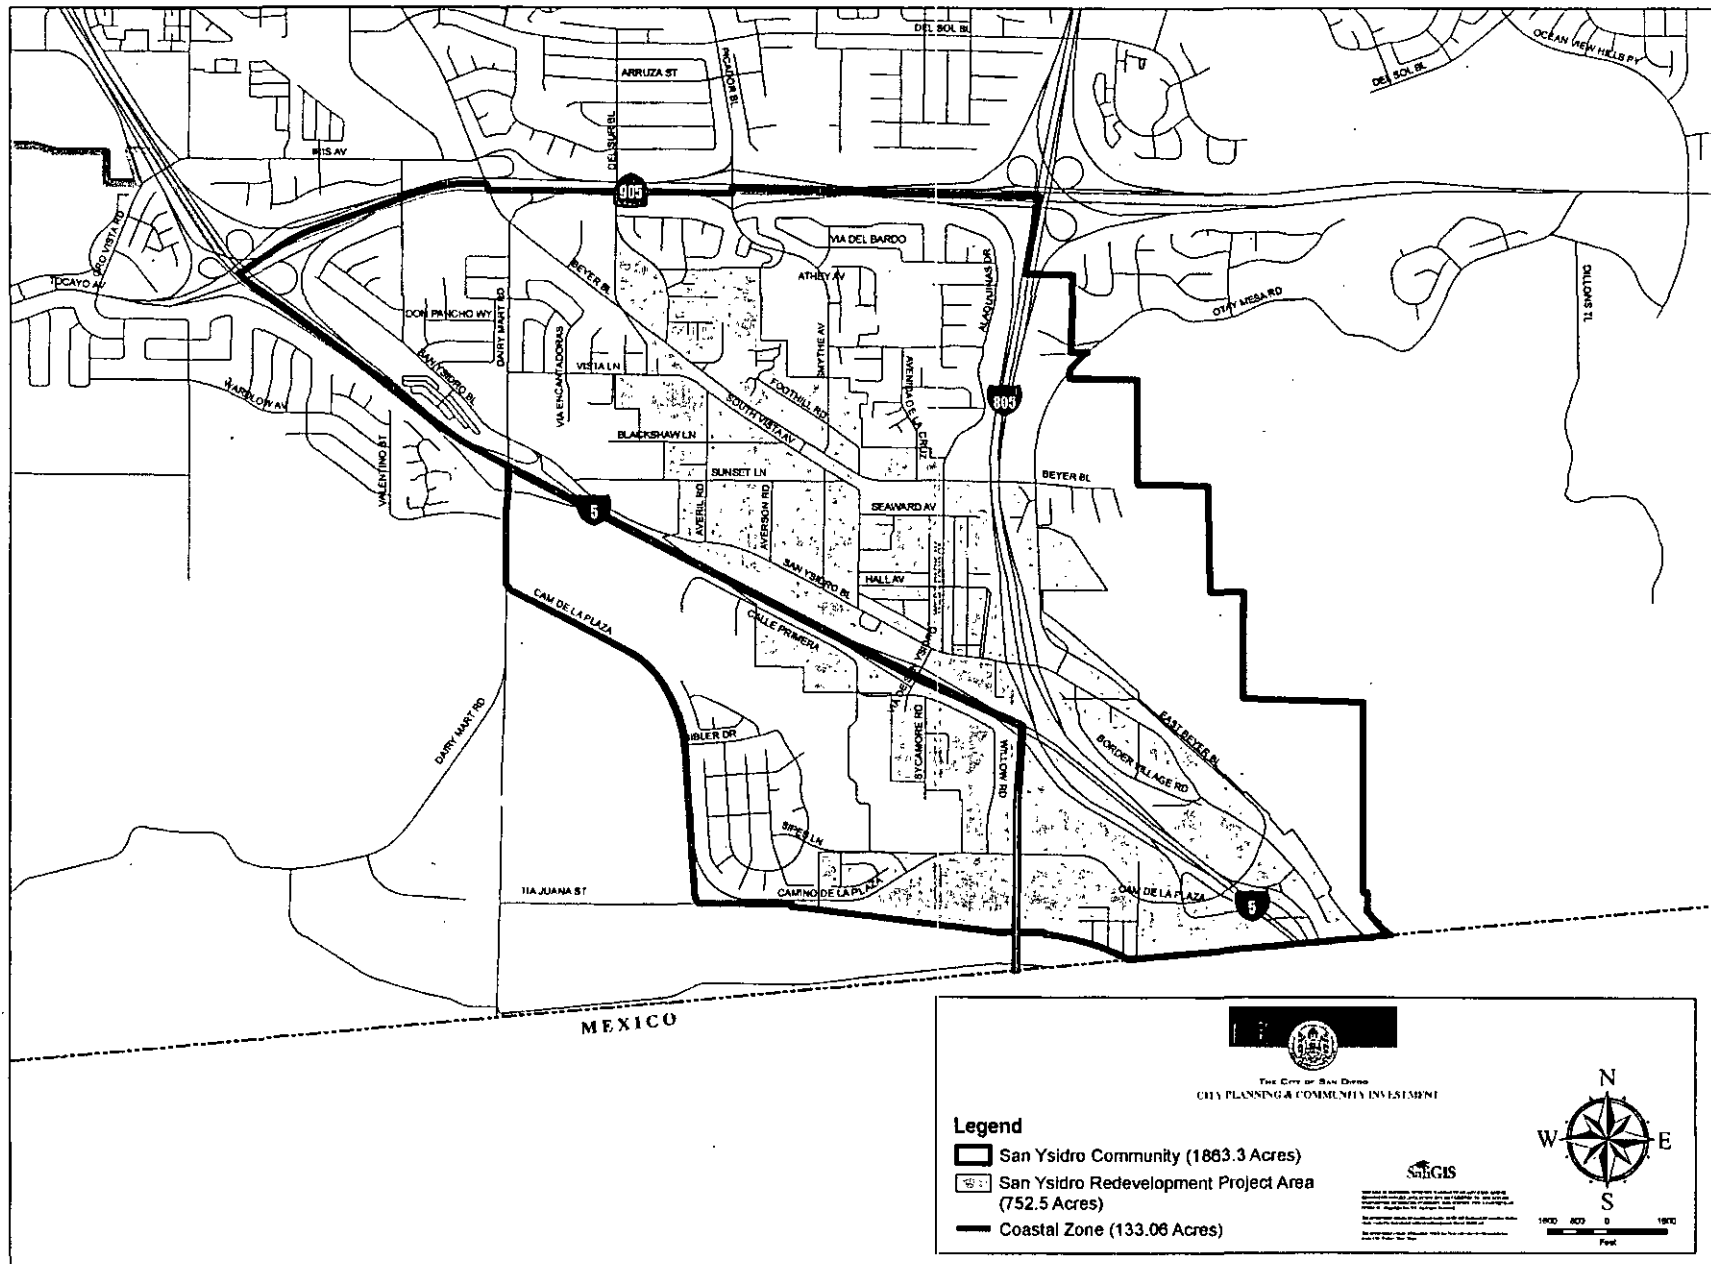 DEL SOL BL
OCEAN VIEW HILLS PY
DEL SOL BL
ARRUZA ST
PICADOR BL
DEL SUR BL
IRIS AV
905
ORO VISTA RD
TOCAYO AV
VIA DEL BARDO
BEYER BL
ATHEY AV
ALAQUINAS DR
DILLONS TL
OTAY MESA RD
DON PANCHO WY
DAIRY MART RD
VIA ENCANTADORAS
SMYTHE AV
SAN YSIDRO BL
VISTA LN
AVENIDA DE LA CRUZ
WARDLOW AV
SOUTH VISTA AV
FOOTHILL RD
805
VALENTINO ST
BLACKSHAW LN
SUNSET LN
BEYER BL
AVERIL RD
AVERSON RD
SEAWARD AV
5
SAN YSIDRO BL
HALL AV
CAM DE LA PLAZA
CALLE PRIMERA
DAIRY MART RD
BIBLER DR
SYCAMORE RD
WILLOW RD
EAST BEYER BL
BORDER VILLAGE RD
SIPES LN
TIA JUANA ST
CAMINO DE LA PLAZA
CAM DE LA PLAZA
5
MEXICO
THE CITY OF SAN DIEGO
CITY PLANNING & COMMUNITY INVESTMENT
Legend
San Ysidro Community (1863.3 Acres)
San Ysidro Redevelopment Project Area
(752.5 Acres)
Coastal Zone (133.06 Acres)
SanGIS
N
W E
S
1600 800 0 1600
Feet